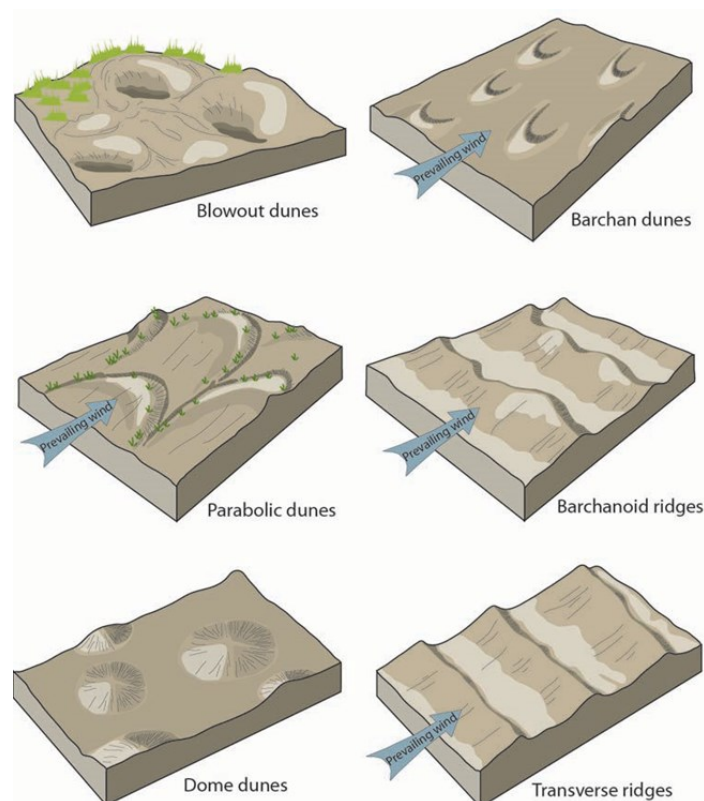 Prevailing wind
Blowout dunes
Barchan dunes
Prevailing wind
Prevailing wind
Parabolic dunes
Barchanoid ridges
Prevailing wind
Dome dunes
Transverse ridges